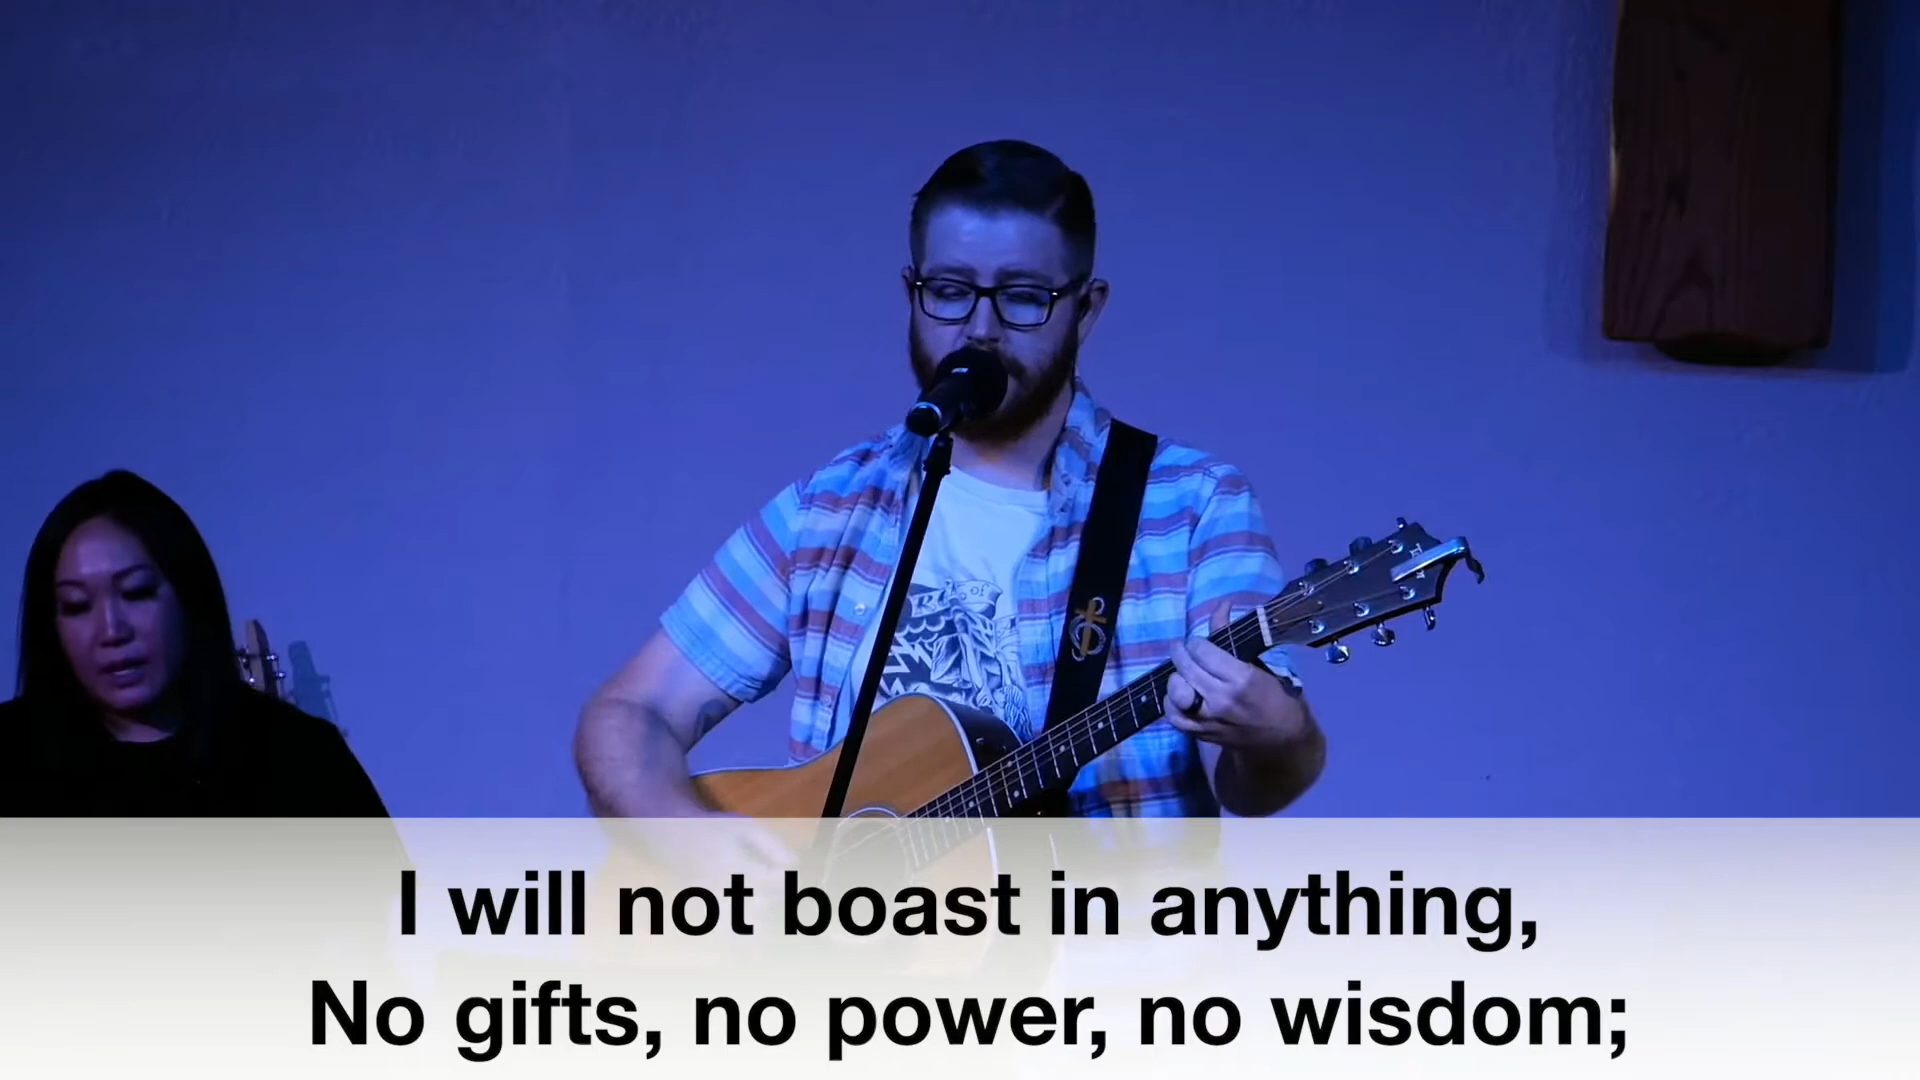 I will not boast in anything,
No gifts, no power, no wisdom;